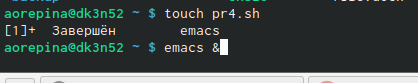 aorepina@dk3n52 ~ $ touch pr4.sh
[1]+  Завершён        emacs
aorepina@dk3n52 ~ $ emacs &